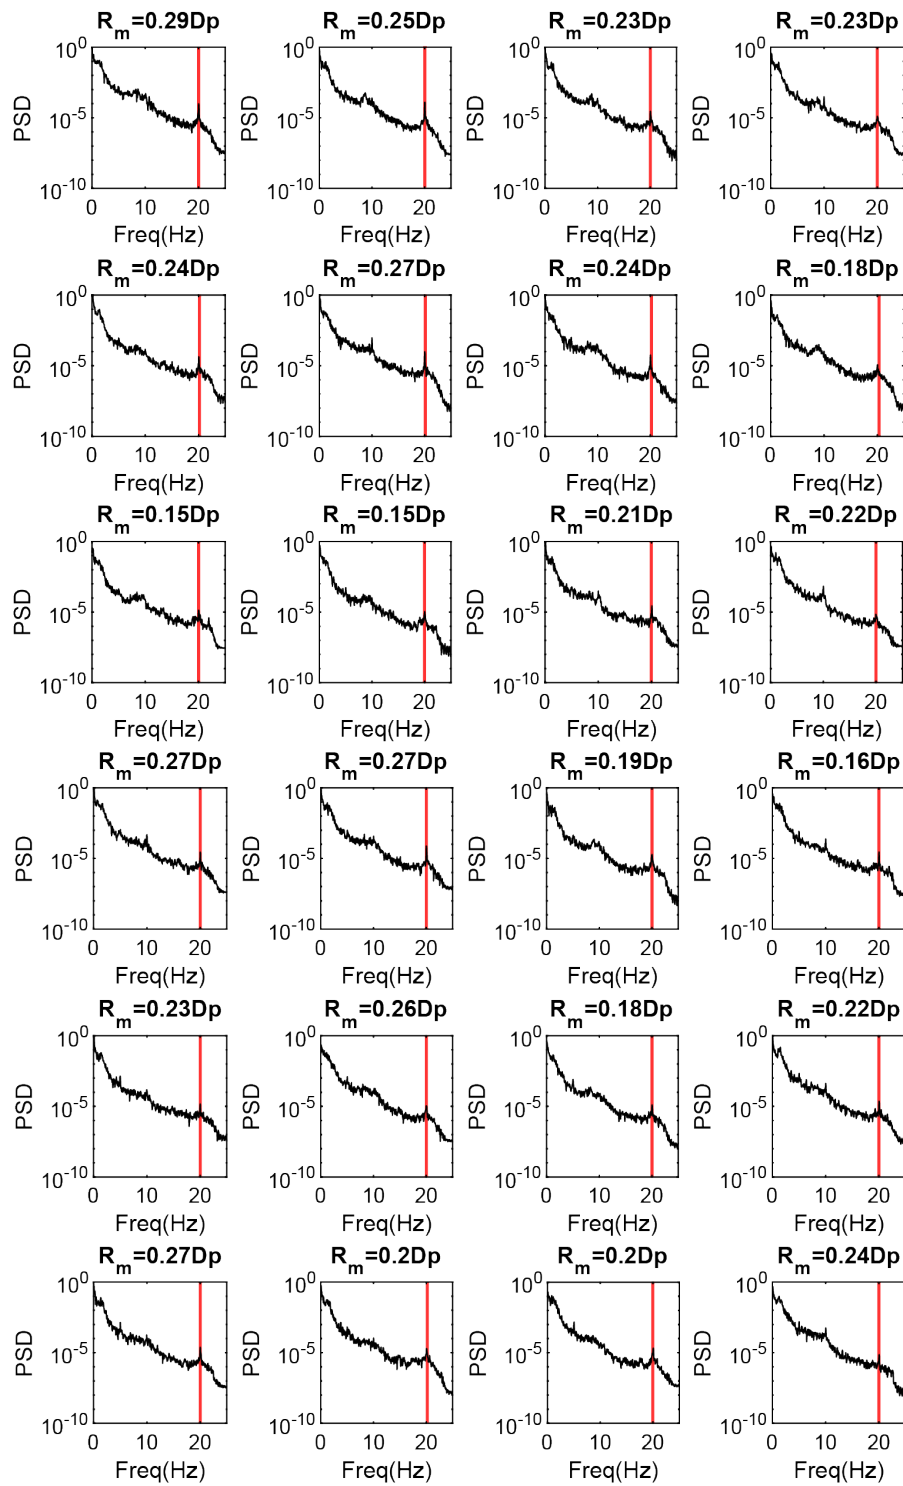 R_m=0.29Dp R_m=0.25Dp R_m=0.23Dp R_m=0.23Dp
10^0 10^0 10^0 10^0
PSD PSD PSD PSD
10^-5 10^-5 10^-5 10^-5
10^-10 10^-10 10^-10 10^-10
0 10 20 0 10 20 0 10 20 0 10 20
Freq(Hz) Freq(Hz) Freq(Hz) Freq(Hz)
R_m=0.24Dp R_m=0.27Dp R_m=0.24Dp R_m=0.18Dp
10^0 10^0 10^0 10^0
PSD PSD PSD PSD
10^-5 10^-5 10^-5 10^-5
10^-10 10^-10 10^-10 10^-10
0 10 20 0 10 20 0 10 20 0 10 20
Freq(Hz) Freq(Hz) Freq(Hz) Freq(Hz)
R_m=0.15Dp R_m=0.15Dp R_m=0.21Dp R_m=0.22Dp
10^0 10^0 10^0 10^0
PSD PSD PSD PSD
10^-5 10^-5 10^-5 10^-5
10^-10 10^-10 10^-10 10^-10
0 10 20 0 10 20 0 10 20 0 10 20
Freq(Hz) Freq(Hz) Freq(Hz) Freq(Hz)
R_m=0.27Dp R_m=0.27Dp R_m=0.19Dp R_m=0.16Dp
10^0 10^0 10^0 10^0
PSD PSD PSD PSD
10^-5 10^-5 10^-5 10^-5
10^-10 10^-10 10^-10 10^-10
0 10 20 0 10 20 0 10 20 0 10 20
Freq(Hz) Freq(Hz) Freq(Hz) Freq(Hz)
R_m=0.23Dp R_m=0.26Dp R_m=0.18Dp R_m=0.22Dp
10^0 10^0 10^0 10^0
PSD PSD PSD PSD
10^-5 10^-5 10^-5 10^-5
10^-10 10^-10 10^-10 10^-10
0 10 20 0 10 20 0 10 20 0 10 20
Freq(Hz) Freq(Hz) Freq(Hz) Freq(Hz)
R_m=0.27Dp R_m=0.2Dp R_m=0.2Dp R_m=0.24Dp
10^0 10^0 10^0 10^0
PSD PSD PSD PSD
10^-5 10^-5 10^-5 10^-5
10^-10 10^-10 10^-10 10^-10
0 10 20 0 10 20 0 10 20 0 10 20
Freq(Hz) Freq(Hz) Freq(Hz) Freq(Hz)